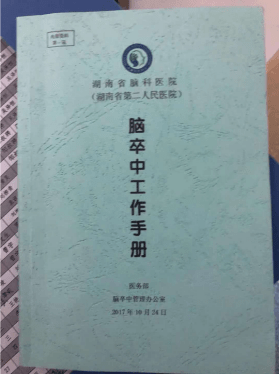 湖南省脑科医院
（湖南省第二人民医院）
脑卒中工作手册
医务部
脑卒中管理办公室
2017年10月24日